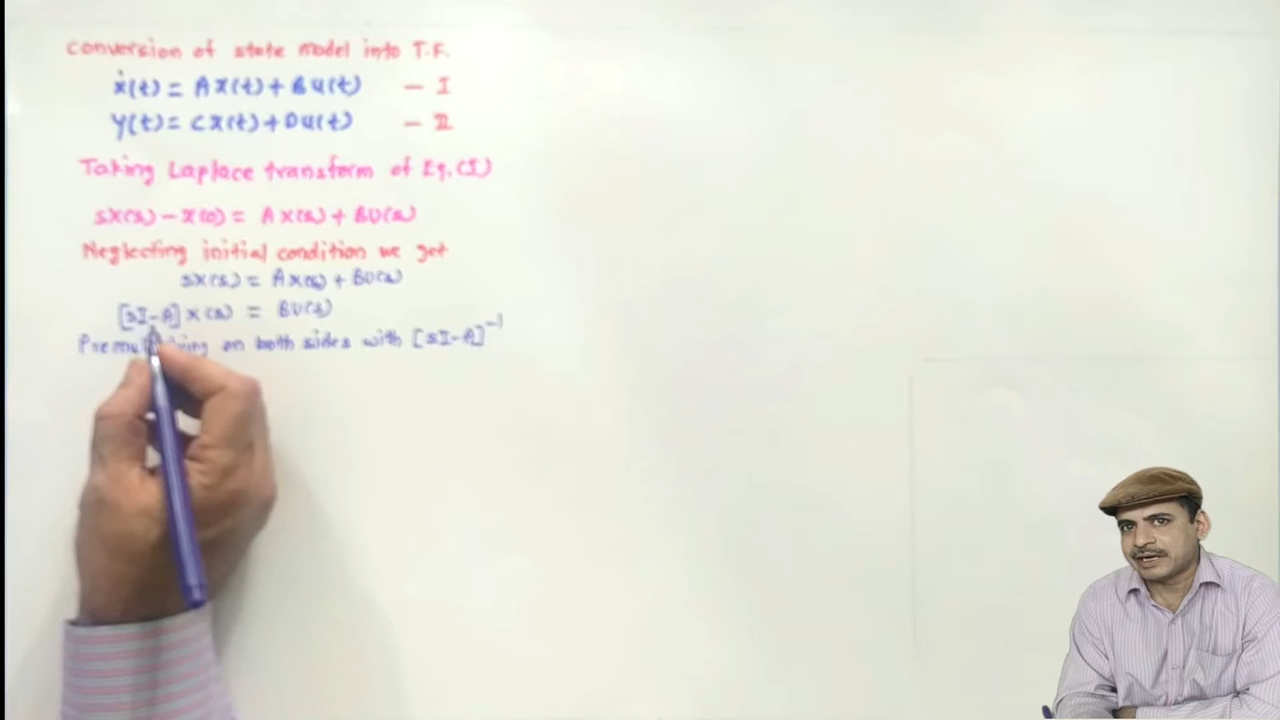 conversion of state model into T.F.
ẋ(t) = Ax(t) + Bu(t) - I
y(t) = Cx(t) + Du(t) - II
Taking Laplace transform of Eq.(I)
sX(s) - x(0) = AX(s) + BU(s)
Neglecting initial condition we get
sX(s) = AX(s) + BU(s)
[sI-A] X(s) = BU(s)
on both sides with [sI-A]⁻¹